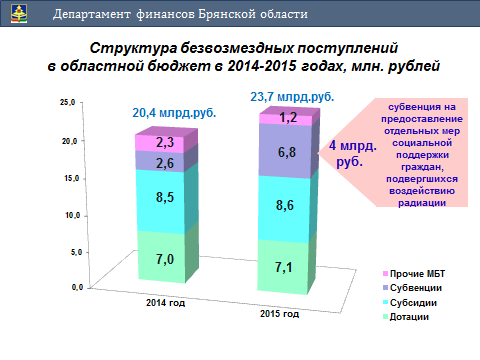 Департамент финансов Брянской области
Структура безвозмездных поступлений
в областной бюджет в 2014-2015 годах, млн. рублей
25,0
20,0
15,0
10,0
5,0
0,0
20,4 млрд.руб.
2,3
2,6
8,5
7,0
2014 год
23,7 млрд.руб.
1,2
6,8
8,6
7,1
2015 год
4 млрд.
руб.
субвенция на
предоставление
отдельных мер
социальной
поддержки
граждан,
подвергшихся
воздействию
радиации
Прочие МБТ
Субвенции
Субсидии
Дотации